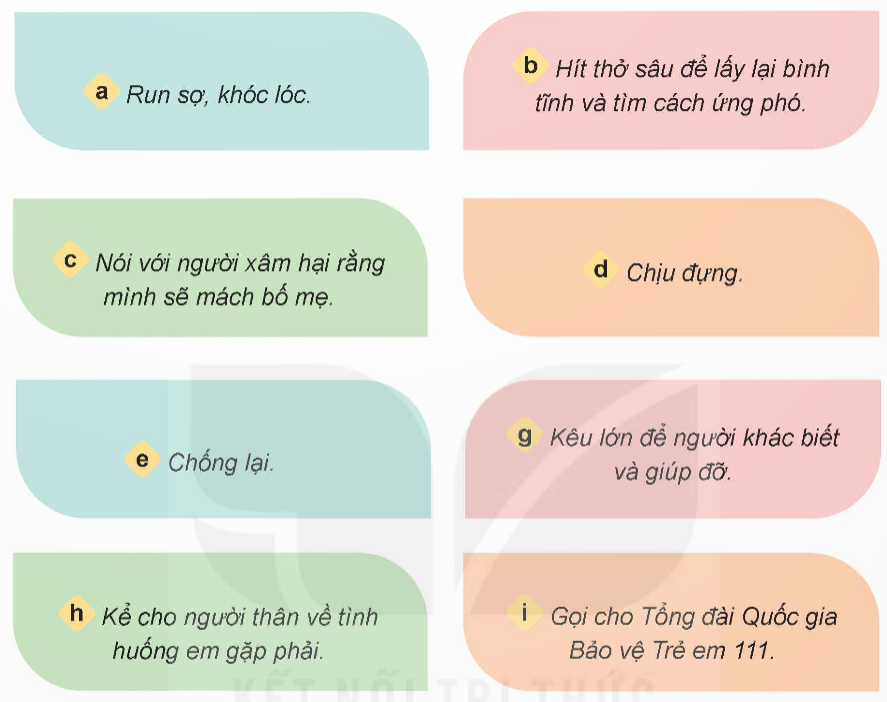 a Run sợ, khóc lóc.
b Hít thở sâu để lấy lại bình
tĩnh và tìm cách ứng phó.
c Nói với người xâm hại rằng
mình sẽ mách bố mẹ.
d Chịu đựng.
e Chống lại.
g Kêu lớn để người khác biết
và giúp đỡ.
h Kể cho người thân về tình
huống em gặp phải.
i Gọi cho Tổng đài Quốc gia
Bảo vệ Trẻ em 111.
KẾT NỐI TRI THỨC